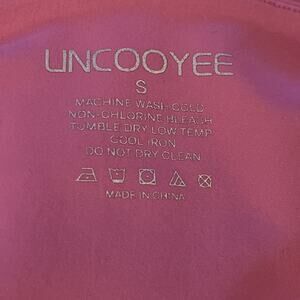 UNCOOYEE
S
MACHINE WASH COLD
NON-CHLORINE BLEACH
TUMBLE DRY LOW TEMP
COOL IRON
DO NOT DRY CLEAN
MADE IN CHINA